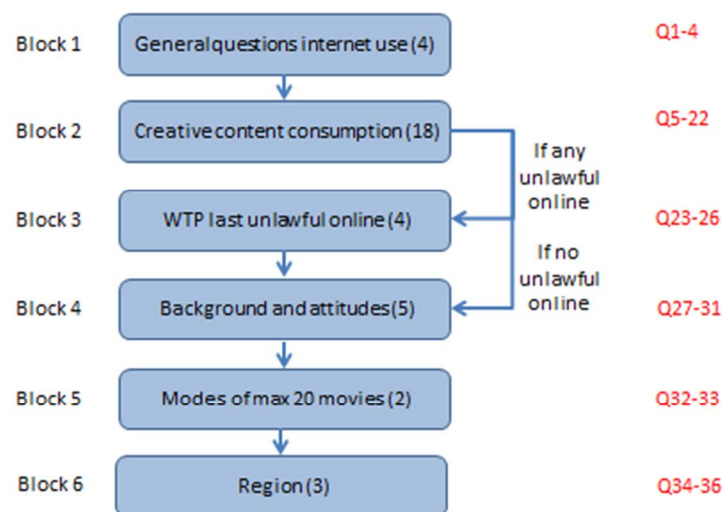 Block 1
General questions internet use (4)
Q1-4
Block 2
Creative content consumption (18)
Q5-22
If any
unlawful
online
Block 3
WTP last unlawful online (4)
Q23-26
If no
unlawful
online
Block 4
Background and attitudes (5)
Q27-31
Block 5
Modes of max 20 movies (2)
Q32-33
Block 6
Region (3)
Q34-36